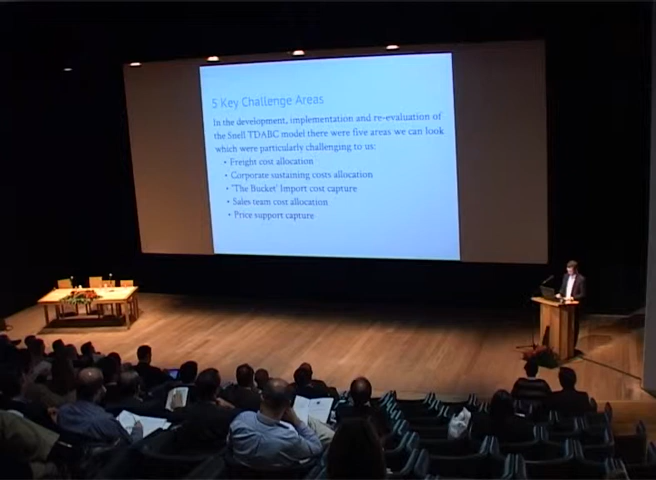 5 Key Challenge Areas
In the development, implementation and re-evaluation of
the Snell TDABC model there were five areas we can look
which were particularly challenging to us:
• Freight cost allocation
• Corporate sustaining costs allocation
• 'The Bucket' Import cost capture
• Sales team cost allocation
• Price support capture